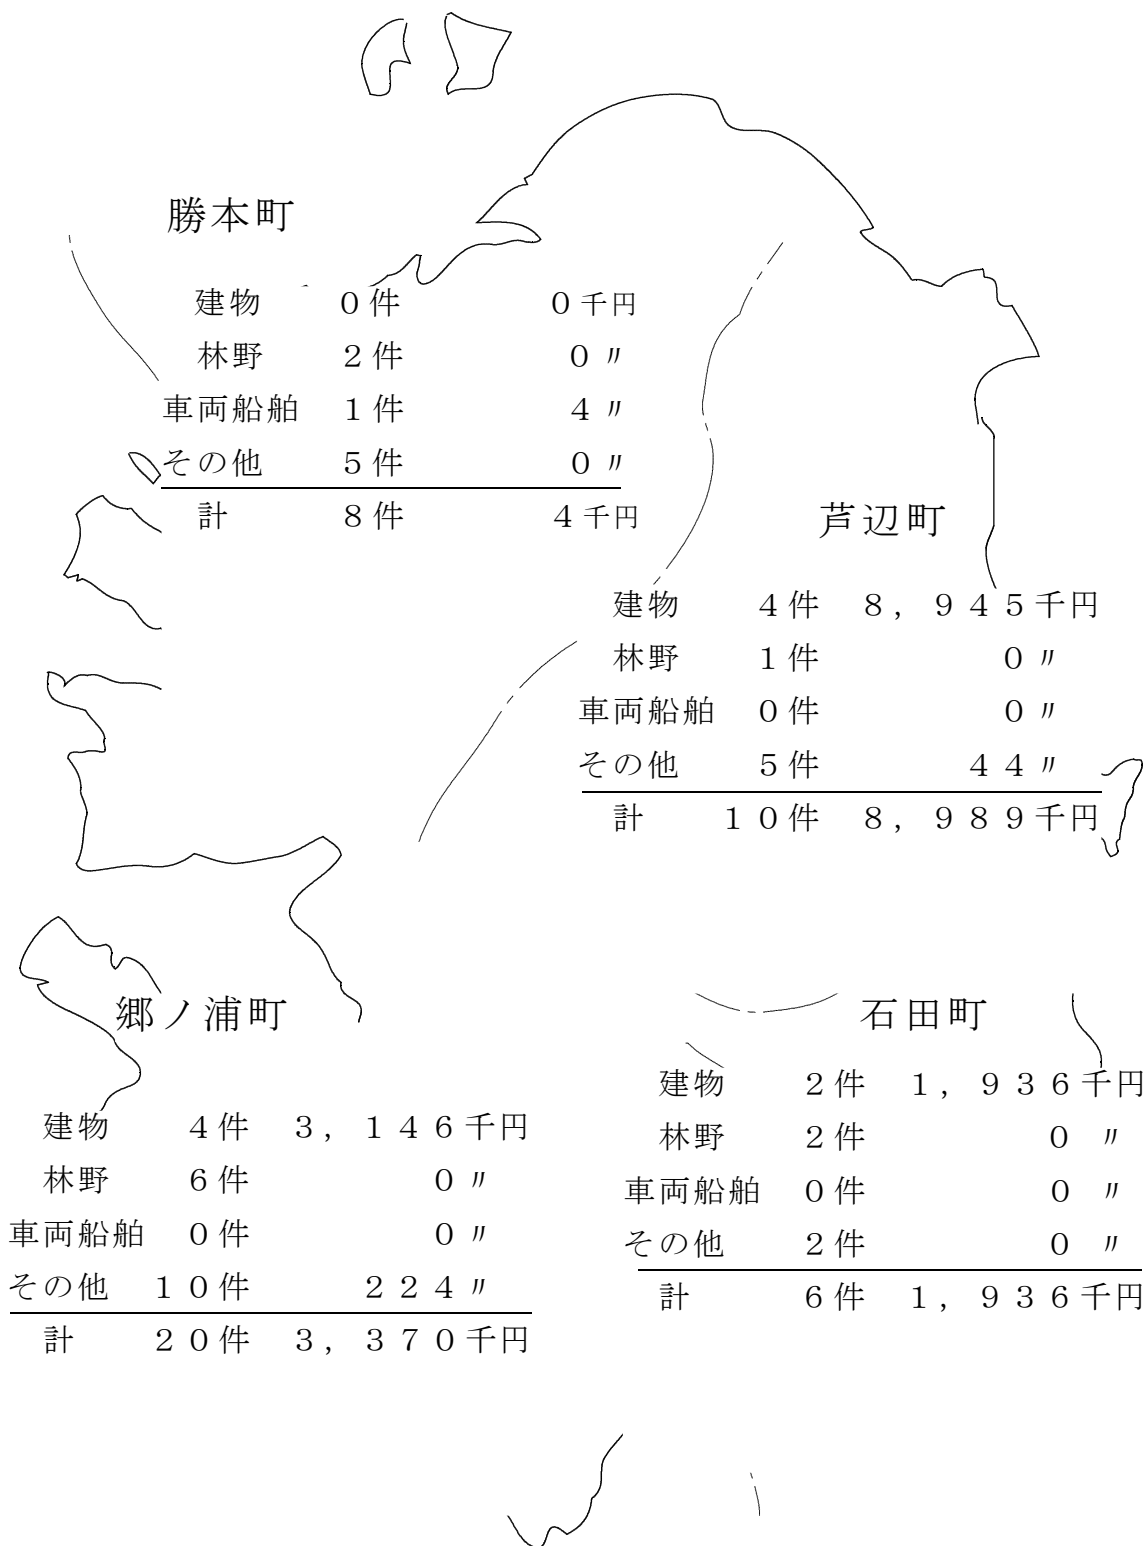 勝本町
建物 ０件 ０千円
林野 ２件 ０〃
車両船舶 １件 ４〃
その他 ５件 ０〃
計 ８件 ４千円
芦辺町
建物 ４件 ８，９４５千円
林野 １件 ０〃
車両船舶 ０件 ０〃
その他 ５件 ４４〃
計 １０件 ８，９８９千円
郷ノ浦町
建物 ４件 ３，１４６千円
林野 ６件 ０〃
車両船舶 ０件 ０〃
その他 １０件 ２２４〃
計 ２０件 ３，３７０千円
石田町
建物 ２件 １，９３６千円
林野 ２件 ０ 〃
車両船舶 ０件 ０ 〃
その他 ２件 ０ 〃
計 ６件 １，９３６千円